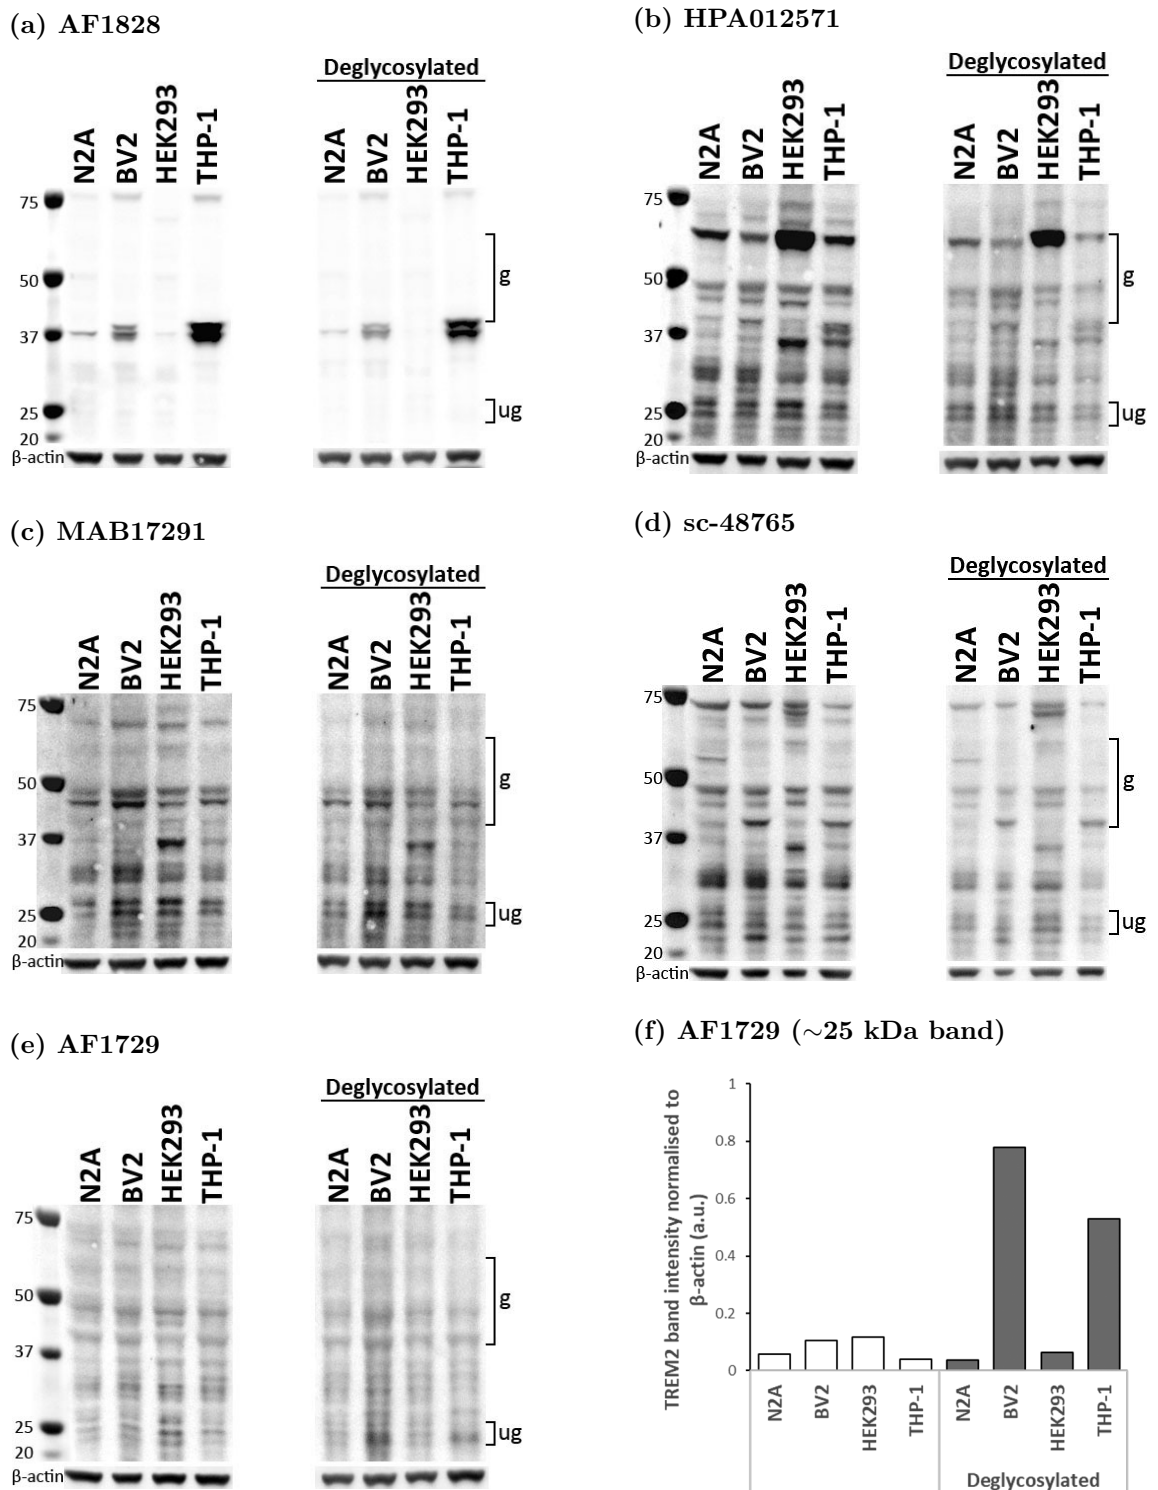 (a) AF1828
Deglycosylated
N2A BV2 HEK293 THP-1 N2A BV2 HEK293 THP-1
75
50
37
25
20
β-actin
g
ug
(b) HPA012571
Deglycosylated
N2A BV2 HEK293 THP-1 N2A BV2 HEK293 THP-1
75
50
37
25
20
β-actin
g
ug
(c) MAB17291
Deglycosylated
N2A BV2 HEK293 THP-1 N2A BV2 HEK293 THP-1
75
50
37
25
20
β-actin
g
ug
(d) sc-48765
Deglycosylated
N2A BV2 HEK293 THP-1 N2A BV2 HEK293 THP-1
75
50
37
25
20
β-actin
g
ug
(e) AF1729
Deglycosylated
N2A BV2 HEK293 THP-1 N2A BV2 HEK293 THP-1
75
50
37
25
20
β-actin
g
ug
(f) AF1729 (~25 kDa band)
TREM2 band intensity normalised to
β-actin (a.u.)
1
0.8
0.6
0.4
0.2
0
N2A BV2 HEK293 THP-1 N2A BV2 HEK293 THP-1
Deglycosylated